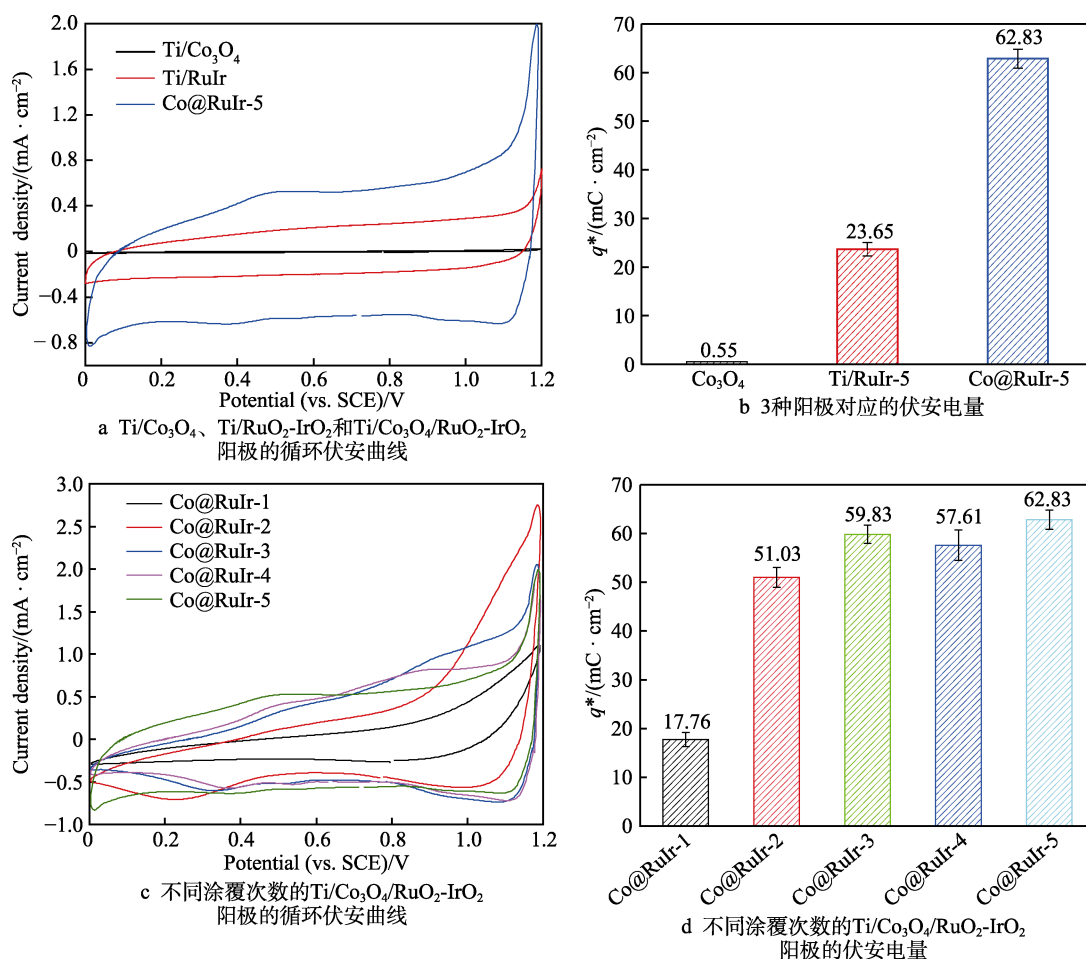 2.0
1.6
1.2
0.8
0.4
0
−0.4
−0.8
Current density/(mA · cm⁻²)
Ti/Co₃O₄
Ti/RuIr
Co@RuIr-5
0 0.2 0.4 0.6 0.8 1.0 1.2
Potential (vs. SCE)/V
a Ti/Co₃O₄、Ti/RuO₂-IrO₂和Ti/Co₃O₄/RuO₂-IrO₂
阳极的循环伏安曲线
70
60
50
40
30
20
10
0
q*/(mC · cm⁻²)
0.55
23.65
62.83
Co₃O₄ Ti/RuIr-5 Co@RuIr-5
b 3种阳极对应的伏安电量
3.0
2.5
2.0
1.5
1.0
0.5
0
−0.5
−1.0
Current density/(mA · cm⁻²)
Co@RuIr-1
Co@RuIr-2
Co@RuIr-3
Co@RuIr-4
Co@RuIr-5
0 0.2 0.4 0.6 0.8 1.0 1.2
Potential (vs. SCE)/V
c 不同涂覆次数的Ti/Co₃O₄/RuO₂-IrO₂
阳极的循环伏安曲线
70
60
50
40
30
20
10
0
q*/(mC · cm⁻²)
17.76
51.03
59.83
57.61
62.83
Co@RuIr-1
Co@RuIr-2
Co@RuIr-3
Co@RuIr-4
Co@RuIr-5
d 不同涂覆次数的Ti/Co₃O₄/RuO₂-IrO₂
阳极的伏安电量